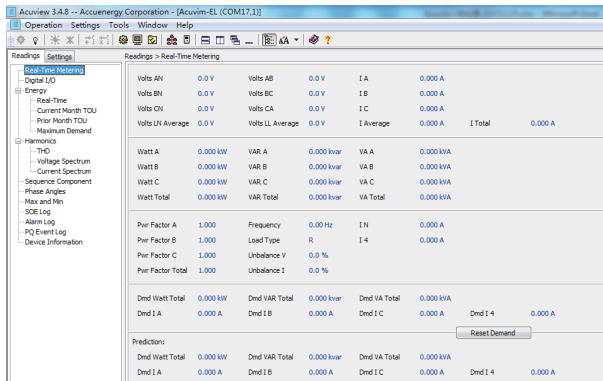 Acuview 3.4.8 -- Accuenergy Corporation - [Acuvim-EL (COM17,1)]
Operation Settings Tools Window Help
Readings Settings
Readings > Real-Time Metering
Real-Time Metering
Digital I/O
Energy
Real-Time
Current Month TOU
Prior Month TOU
Maximum Demand
Harmonics
THD
Voltage Spectrum
Current Spectrum
Sequence Component
Phase Angles
Max and Min
SOE Log
Alarm Log
PQ Event Log
Device Information
Volts AN 0.0 V Volts AB 0.0 V I A 0.000 A
Volts BN 0.0 V Volts BC 0.0 V I B 0.000 A
Volts CN 0.0 V Volts CA 0.0 V I C 0.000 A
Volts LN Average 0.0 V Volts LL Average 0.0 V I Average 0.000 A I Total 0.000 A
Watt A 0.000 kW VAR A 0.000 kvar VA A 0.000 kVA
Watt B 0.000 kW VAR B 0.000 kvar VA B 0.000 kVA
Watt C 0.000 kW VAR C 0.000 kvar VA C 0.000 kVA
Watt Total 0.000 kW VAR Total 0.000 kvar VA Total 0.000 kVA
Pwr Factor A 1.000 Frequency 0.00 Hz I N 0.000 A
Pwr Factor B 1.000 Load Type R I 4 0.000 A
Pwr Factor C 1.000 Unbalance V 0.0 %
Pwr Factor Total 1.000 Unbalance I 0.0 %
Dmd Watt Total 0.000 kW Dmd VAR Total 0.000 kvar Dmd VA Total 0.000 kVA
Dmd I A 0.000 A Dmd I B 0.000 A Dmd I C 0.000 A Dmd I 4 0.000 A
Reset Demand
Prediction:
Dmd Watt Total 0.000 kW Dmd VAR Total 0.000 kvar Dmd VA Total 0.000 kVA
Dmd I A 0.000 A Dmd I B 0.000 A Dmd I C 0.000 A Dmd I 4 0.000 A